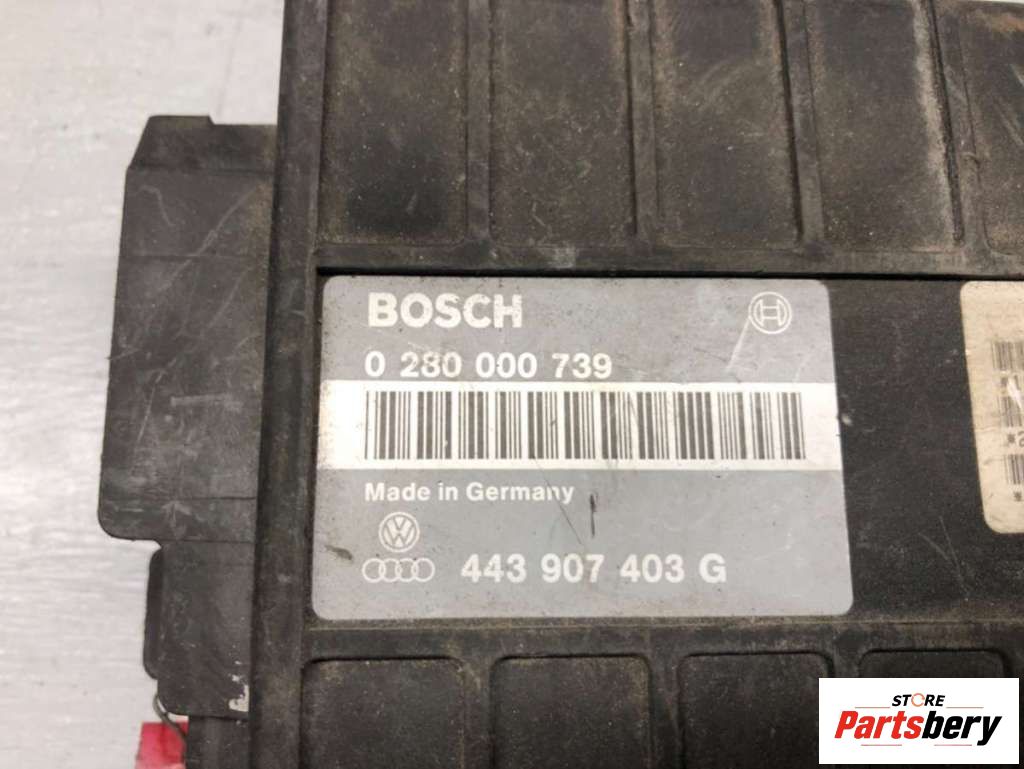 BOSCH
0 280 000 739
Made in Germany
443 907 403 G
STORE
Partsbery